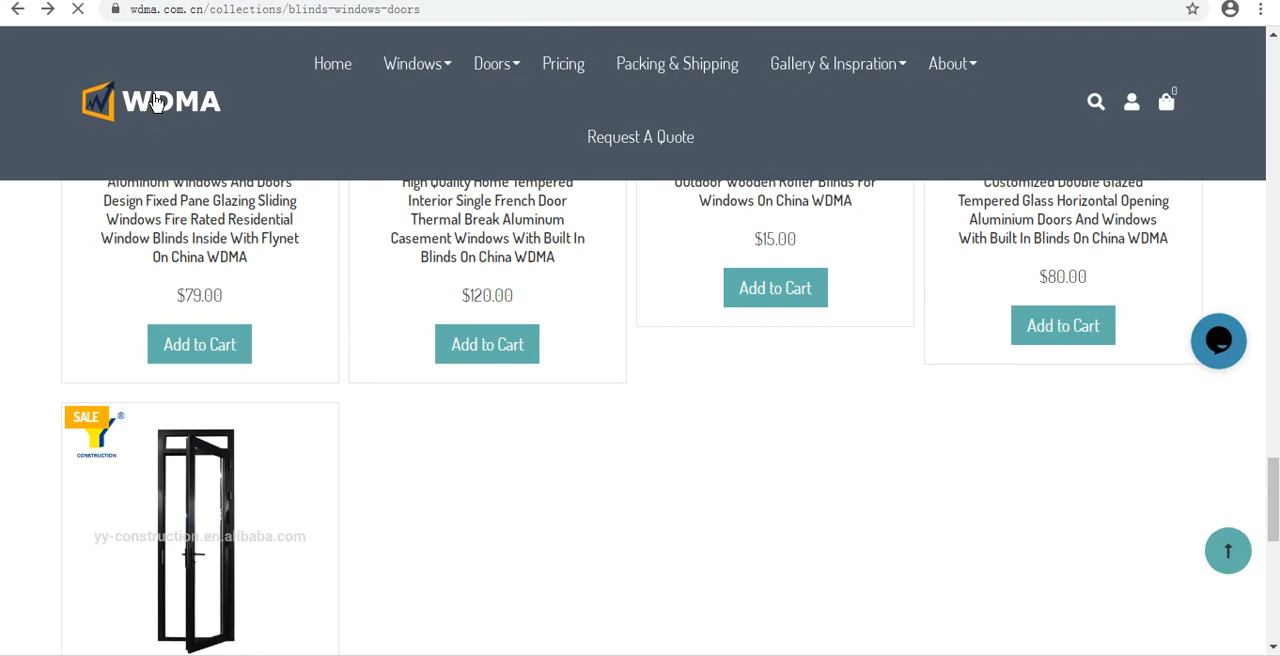 wdma.com.cn/collections/blinds-windows-doors
Home Windows Doors Pricing Packing & Shipping Gallery & Inspration About
WDMA
0
Request A Quote
Aluminum Windows And Doors
Design Fixed Pane Glazing Sliding
Windows Fire Rated Residential
Window Blinds Inside With Flynet
On China WDMA
$79.00
Add to Cart
High Quality Home Tempered
Interior Single French Door
Thermal Break Aluminum
Casement Windows With Built In
Blinds On China WDMA
$120.00
Add to Cart
Outdoor Wooden Roller Blinds For
Windows On China WDMA
$15.00
Add to Cart
Customized Double Glazed
Tempered Glass Horizontal Opening
Aluminium Doors And Windows
With Built In Blinds On China WDMA
$80.00
Add to Cart
SALE
®
CONSTRUCTION
yy-construction.en.alibaba.com